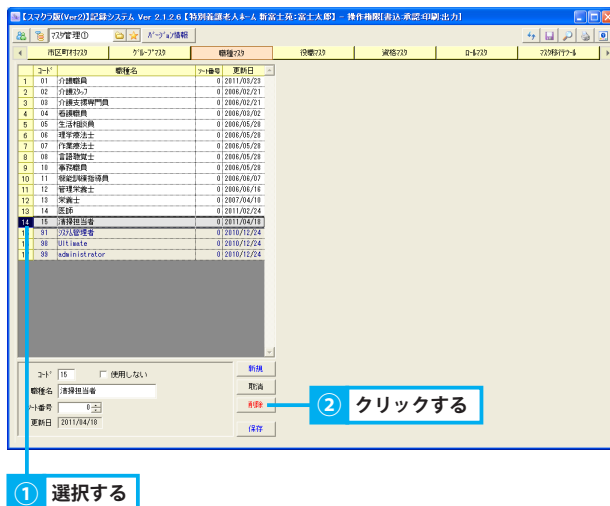 【スマクラ版(Ver2)】記録システム Ver 2.1.2.6 【特別養護老人ホーム 新富士苑:富士太郎】 - 操作権限[書込:承認:印刷:出力]
ﾏｽﾀ管理① ﾊﾞｰｼﾞｮﾝ情報
市区町村ﾏｽﾀ ｸﾞﾙｰﾌﾟﾏｽﾀ 職種ﾏｽﾀ 役職ﾏｽﾀ 資格ﾏｽﾀ ﾛｰﾙﾏｽﾀ ﾏｽﾀ移行ﾂｰﾙ
ｺｰﾄﾞ 職種名 ｿｰﾄ番号 更新日
1 01 介護職員 0 2011/03/23
2 02 介護ｽﾀｯﾌ 0 2006/02/21
3 03 介護支援専門員 0 2006/02/21
4 04 看護職員 0 2006/03/02
5 05 生活相談員 0 2006/05/28
6 06 理学療法士 0 2006/05/28
7 07 作業療法士 0 2006/05/28
8 09 言語聴覚士 0 2006/05/28
9 10 事務職員 0 2006/05/28
10 11 機能訓練指導員 0 2006/06/07
11 12 管理栄養士 0 2006/06/16
12 13 栄養士 0 2007/04/10
13 14 医師 0 2011/02/24
14 15 清掃担当者 0 2011/04/18
1 91 ｼｽﾃﾑ管理者 0 2010/12/24
1 98 Ultimate 0 2010/12/24
1 99 administrator 0 2010/12/24
ｺｰﾄﾞ 15 使用しない 新規
職種名 清掃担当者 取消
ｿｰﾄ番号 0 削除
更新日 2011/04/18 保存
② クリックする
① 選択する